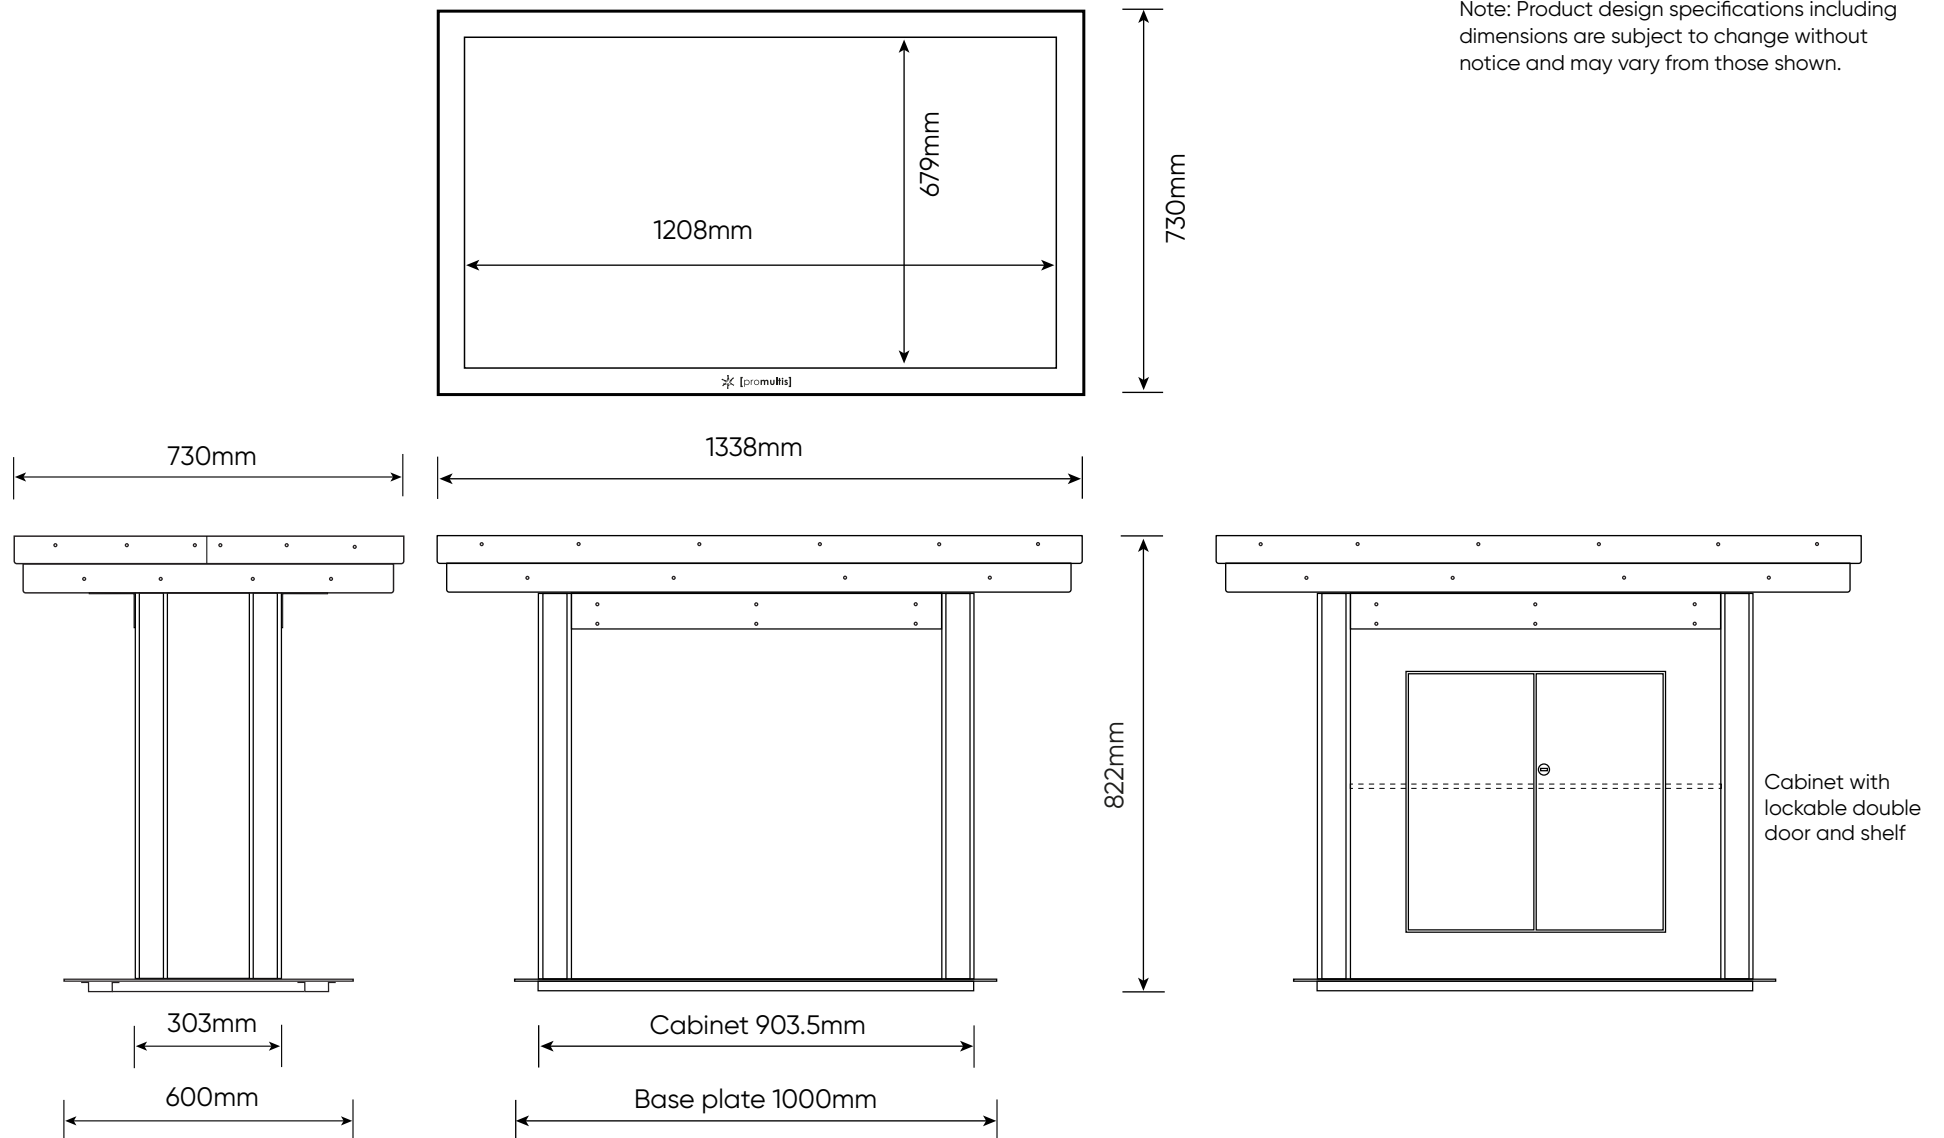 Note: Product design specifications including
dimensions are subject to change without
notice and may vary from those shown.
679mm
730mm
1208mm
[promultis]
730mm
1338mm
822mm
Cabinet with
lockable double
door and shelf
303mm
Cabinet 903.5mm
600mm
Base plate 1000mm